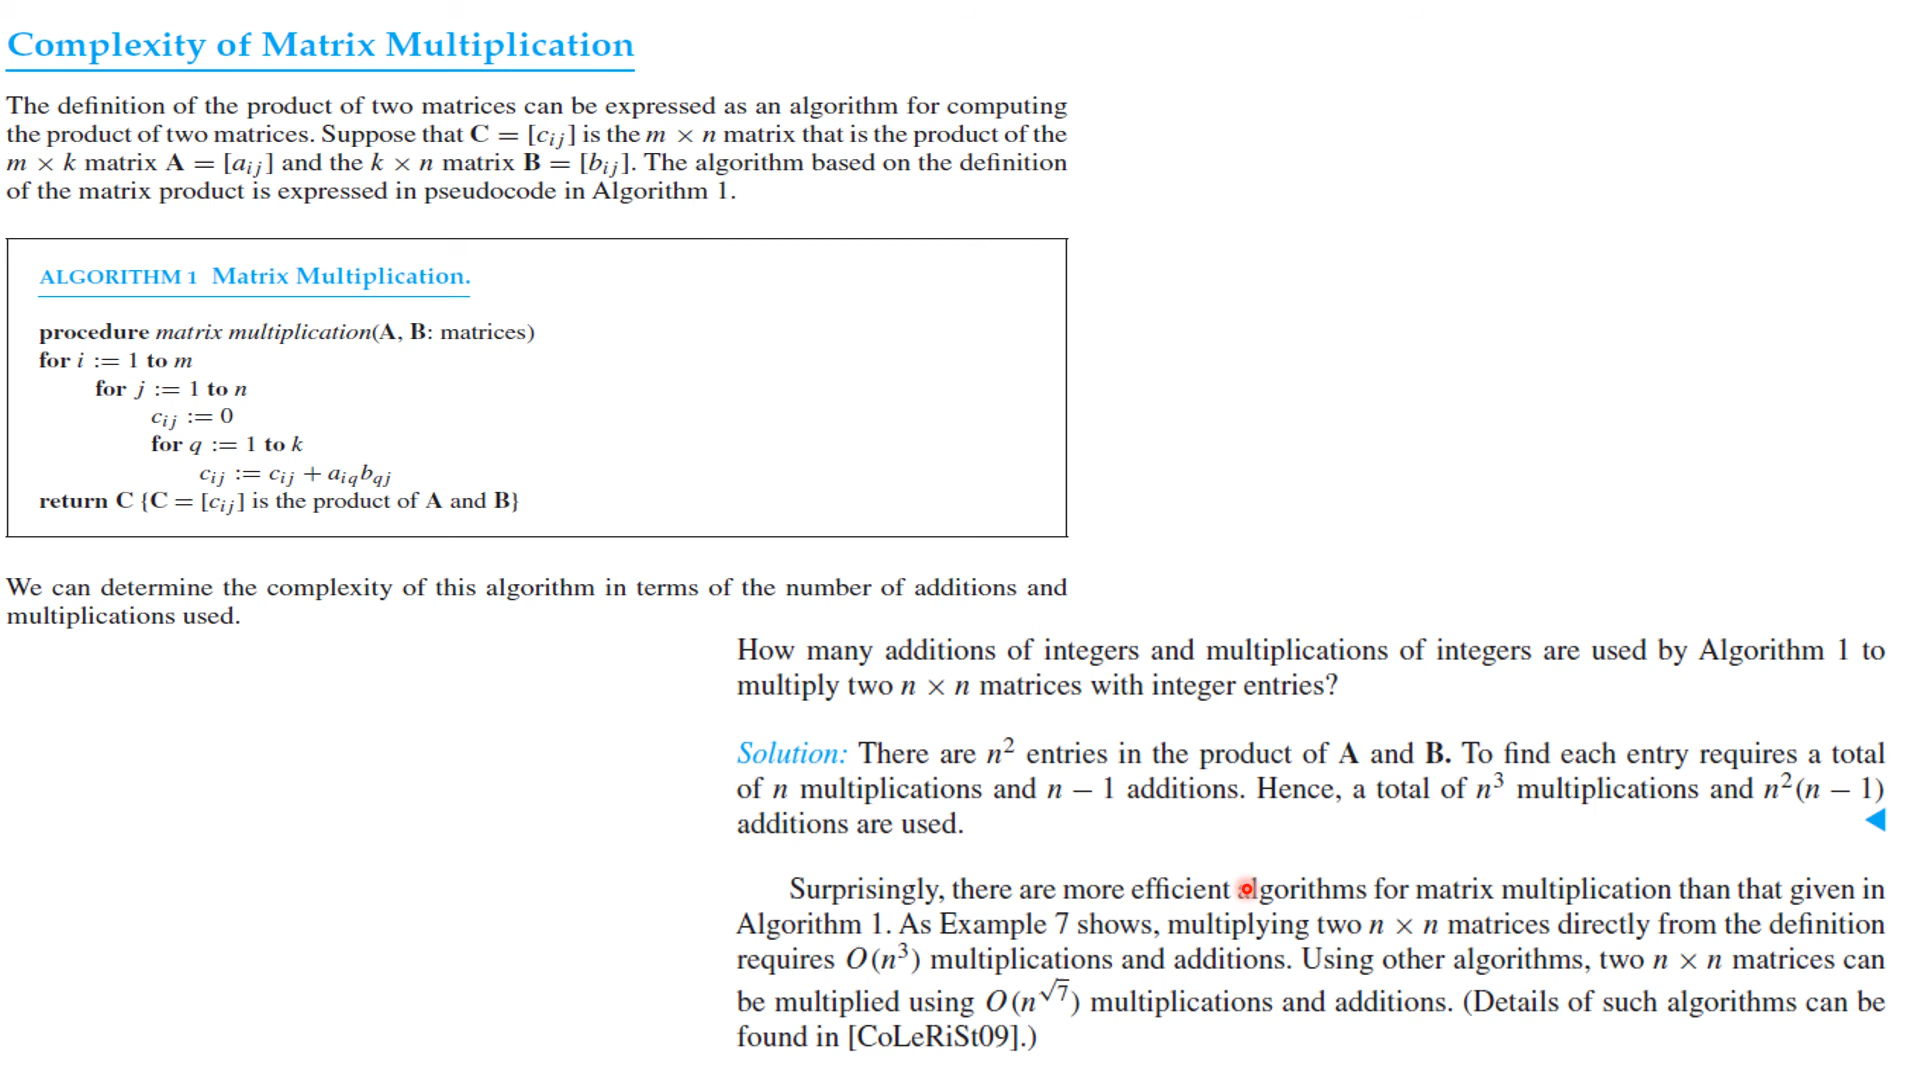 Complexity of Matrix Multiplication
The definition of the product of two matrices can be expressed as an algorithm for computing
the product of two matrices. Suppose that C = [c_ij] is the m × n matrix that is the product of the
m × k matrix A = [a_ij] and the k × n matrix B = [b_ij]. The algorithm based on the definition
of the matrix product is expressed in pseudocode in Algorithm 1.
ALGORITHM 1 Matrix Multiplication.
procedure matrix multiplication(A, B: matrices)
for i := 1 to m
for j := 1 to n
c_ij := 0
for q := 1 to k
c_ij := c_ij + a_iq b_qj
return C {C = [c_ij] is the product of A and B}
We can determine the complexity of this algorithm in terms of the number of additions and
multiplications used.
How many additions of integers and multiplications of integers are used by Algorithm 1 to
multiply two n × n matrices with integer entries?
Solution: There are n² entries in the product of A and B. To find each entry requires a total
of n multiplications and n − 1 additions. Hence, a total of n³ multiplications and n²(n − 1)
additions are used.
Surprisingly, there are more efficient algorithms for matrix multiplication than that given in
Algorithm 1. As Example 7 shows, multiplying two n × n matrices directly from the definition
requires O(n³) multiplications and additions. Using other algorithms, two n × n matrices can
be multiplied using O(n^√7) multiplications and additions. (Details of such algorithms can be
found in [CoLeRiSt09].)